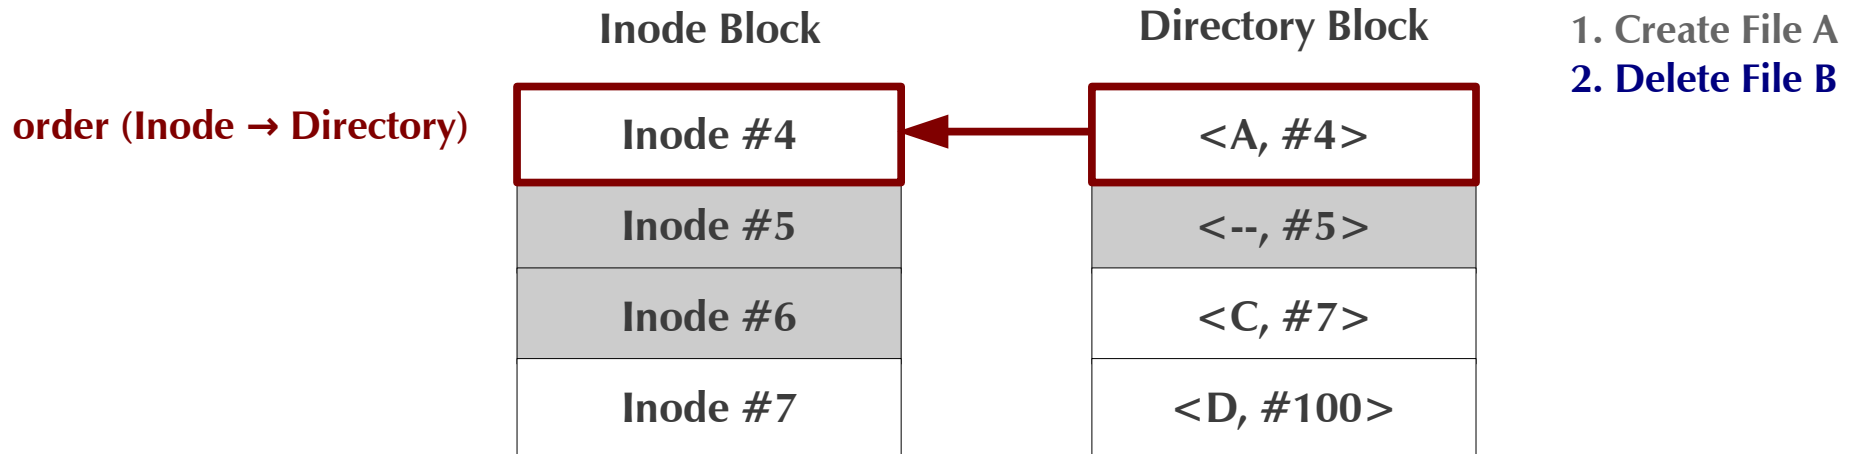 Inode Block
Directory Block
1. Create File A
2. Delete File B
order (Inode → Directory)
Inode #4
<A, #4>
Inode #5
<--, #5>
Inode #6
<C, #7>
Inode #7
<D, #100>